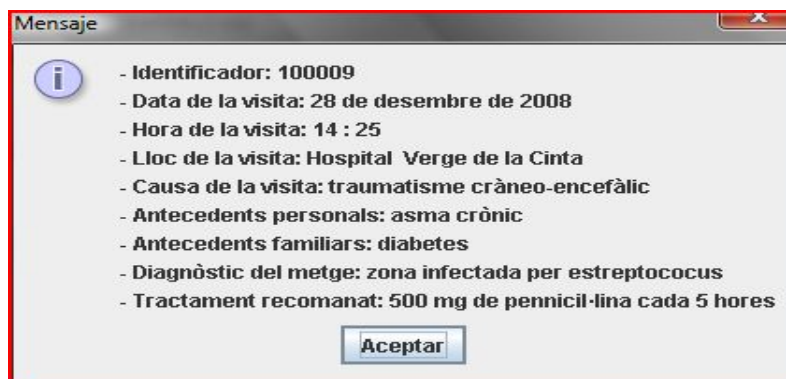 Mensaje
- Identificador: 100009
- Data de la visita: 28 de desembre de 2008
- Hora de la visita: 14 : 25
- Lloc de la visita: Hospital Verge de la Cinta
- Causa de la visita: traumatisme cràneo-encefàlic
- Antecedents personals: asma crònic
- Antecedents familiars: diabetes
- Diagnòstic del metge: zona infectada per estreptococus
- Tractament recomanat: 500 mg de pennicil·lina cada 5 hores
Aceptar